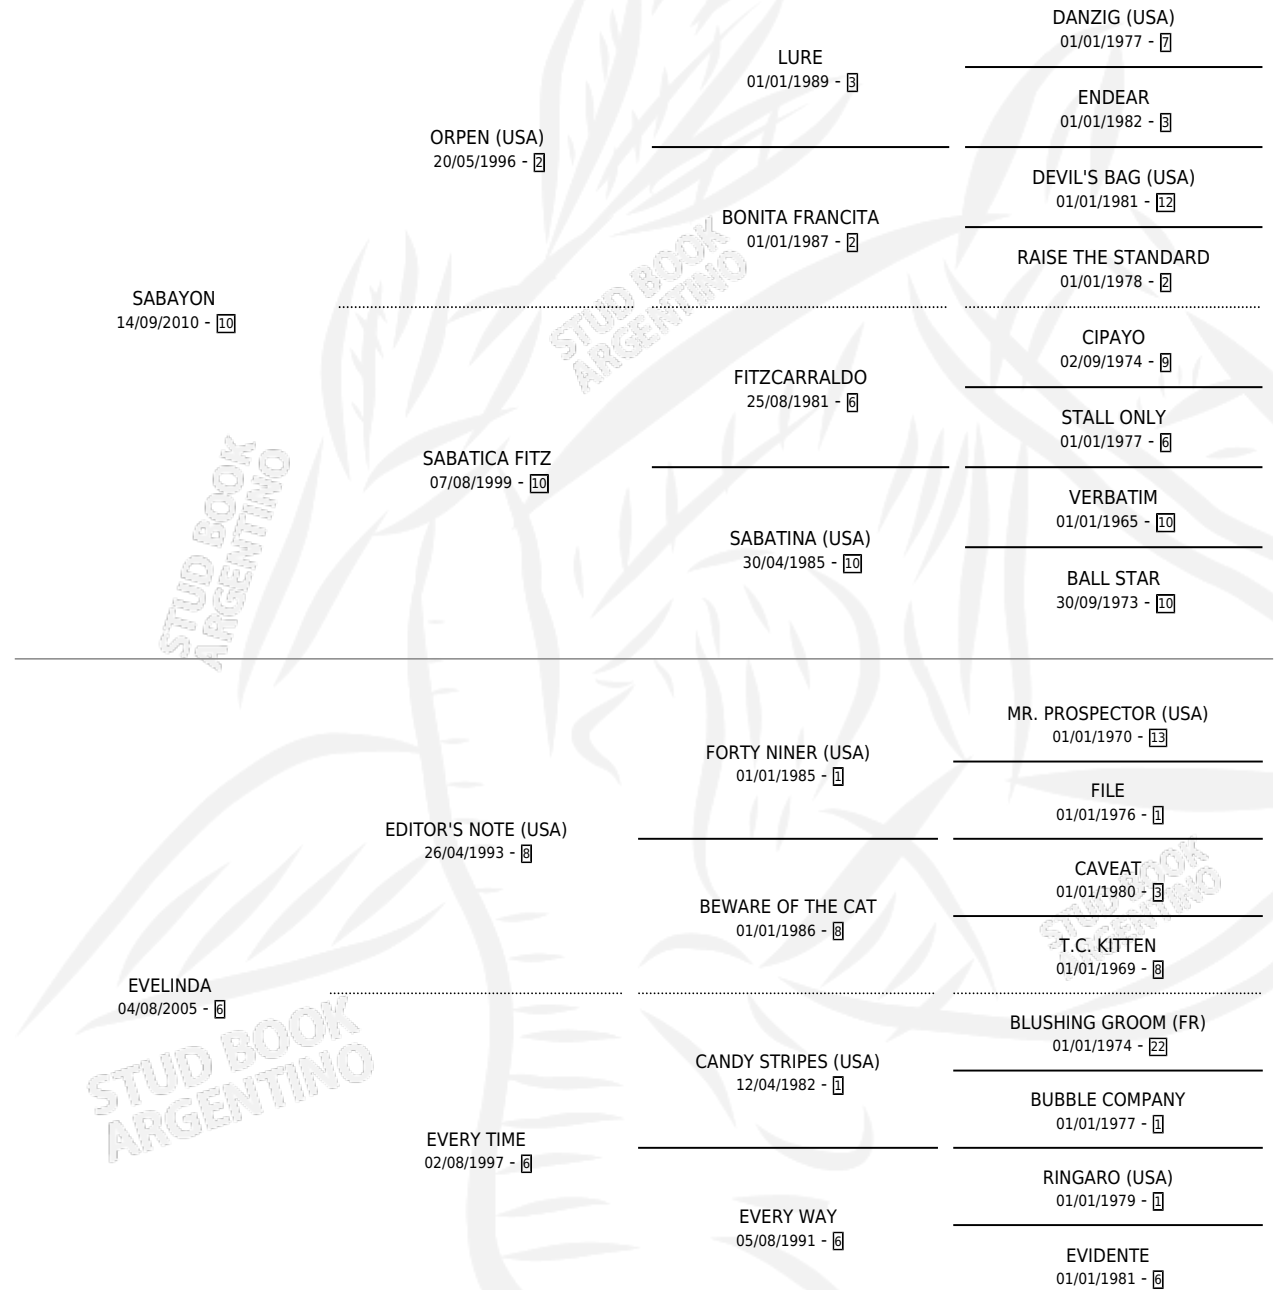 DANZIG (USA)
01/01/1977 - 7
LURE
01/01/1989 - 3
ENDEAR
01/01/1982 - 3
ORPEN (USA)
20/05/1996 - 2
DEVIL'S BAG (USA)
01/01/1981 - 12
BONITA FRANCITA
01/01/1987 - 2
RAISE THE STANDARD
01/01/1978 - 2
SABAYON
14/09/2010 - 10
CIPAYO
02/09/1974 - 9
FITZCARRALDO
25/08/1981 - 6
STALL ONLY
01/01/1977 - 6
SABATICA FITZ
07/08/1999 - 10
VERBATIM
01/01/1965 - 10
SABATINA (USA)
30/04/1985 - 10
BALL STAR
30/09/1973 - 10
MR. PROSPECTOR (USA)
01/01/1970 - 13
FORTY NINER (USA)
01/01/1985 - 1
FILE
01/01/1976 - 1
EDITOR'S NOTE (USA)
26/04/1993 - 8
CAVEAT
01/01/1980 - 3
BEWARE OF THE CAT
01/01/1986 - 8
T.C. KITTEN
01/01/1969 - 8
EVELINDA
04/08/2005 - 6
BLUSHING GROOM (FR)
01/01/1974 - 22
CANDY STRIPES (USA)
12/04/1982 - 1
BUBBLE COMPANY
01/01/1977 - 1
EVERY TIME
02/08/1997 - 6
RINGARO (USA)
01/01/1979 - 1
EVERY WAY
05/08/1991 - 6
EVIDENTE
01/01/1981 - 6
STUD BOOK
ARGENTINO
STUD BOOK
ARGENTINO
STUD BOOK
ARGENTINO
STUD BOOK
ARGENTINO